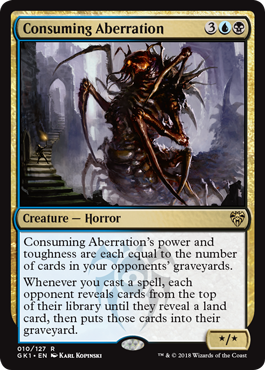 Consuming Aberration 3
Creature — Horror
Consuming Aberration's power and
toughness are each equal to the number
of cards in your opponents' graveyards.
Whenever you cast a spell, each
opponent reveals cards from the top
of their library until they reveal a land
card, then puts those cards into their
graveyard.
*/*
010/127 R
GK1 • EN KARL KOPINSKI ™ & © 2018 Wizards of the Coast